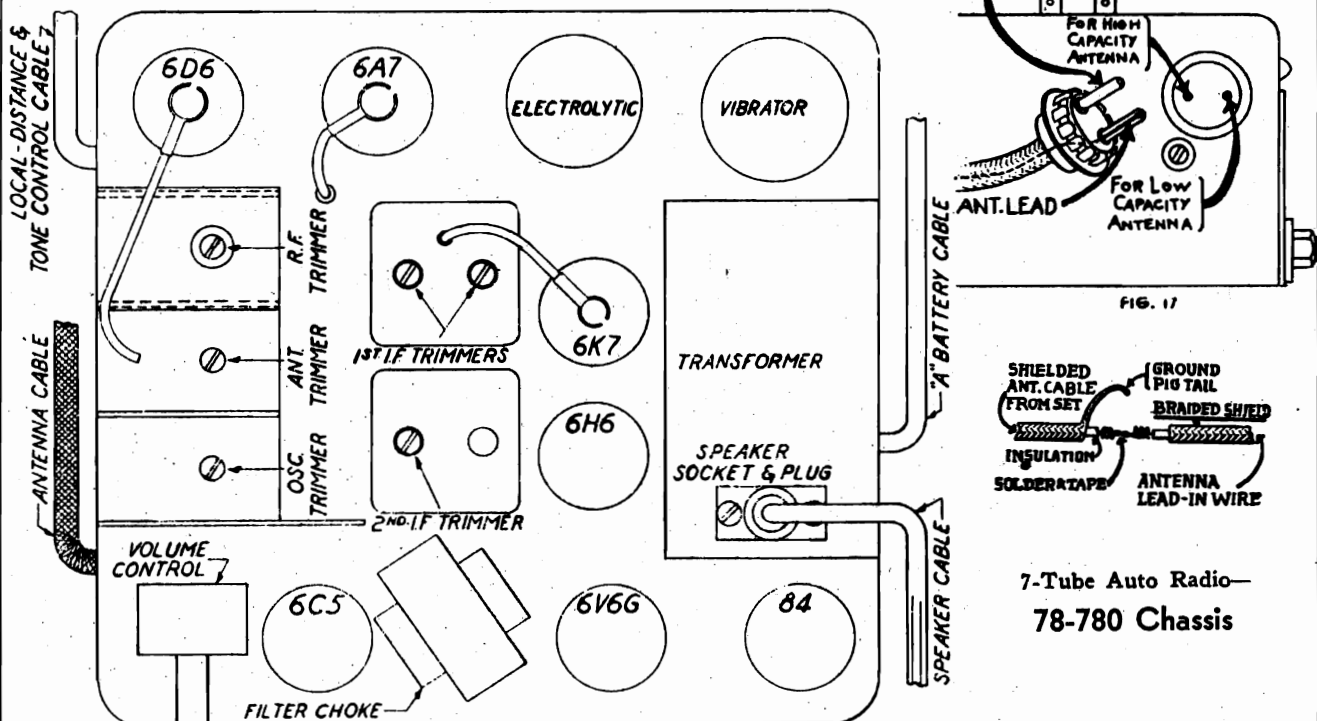 LOCAL-DISTANCE &
TONE CONTROL CABLE
6D6
6A7
ELECTROLYTIC
VIBRATOR
R.F.
TRIMMER
ANT.
TRIMMER
OSC.
TRIMMER
1ST I.F TRIMMERS
6K7
TRANSFORMER
"A" BATTERY CABLE
ANTENNA CABLE
6H6
SPEAKER
SOCKET & PLUG
2ND I.F TRIMMER
VOLUME
CONTROL
6C5
6V6G
84
SPEAKER CABLE
FILTER CHOKE
FOR HIGH
CAPACITY
ANTENNA
ANT. LEAD
FOR LOW
CAPACITY
ANTENNA
FIG. 17
SHIELDED
ANT. CABLE
FROM SET
GROUND
PIG TAIL
BRAIDED SHIELD
INSULATION
SOLDER & TAPE
ANTENNA
LEAD-IN WIRE
7-Tube Auto Radio—
78-780 Chassis